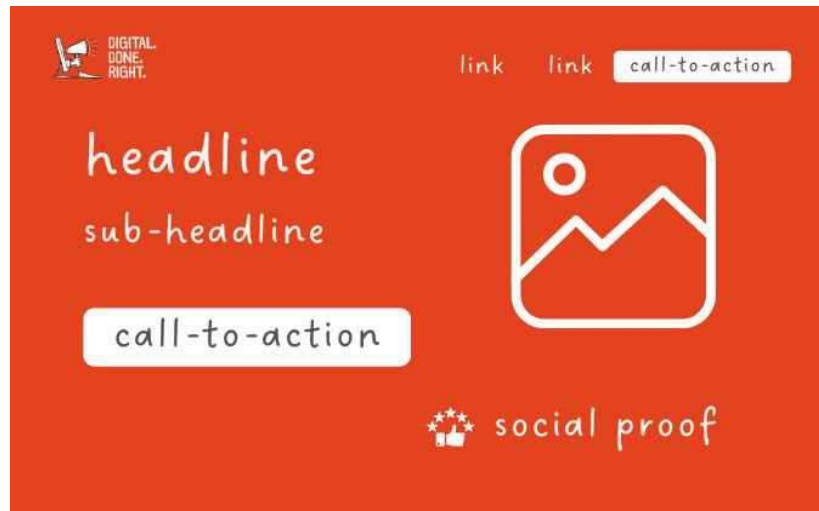 DIGITAL.
DONE.
RIGHT.
link link call-to-action
headline
sub-headline
call-to-action
social proof